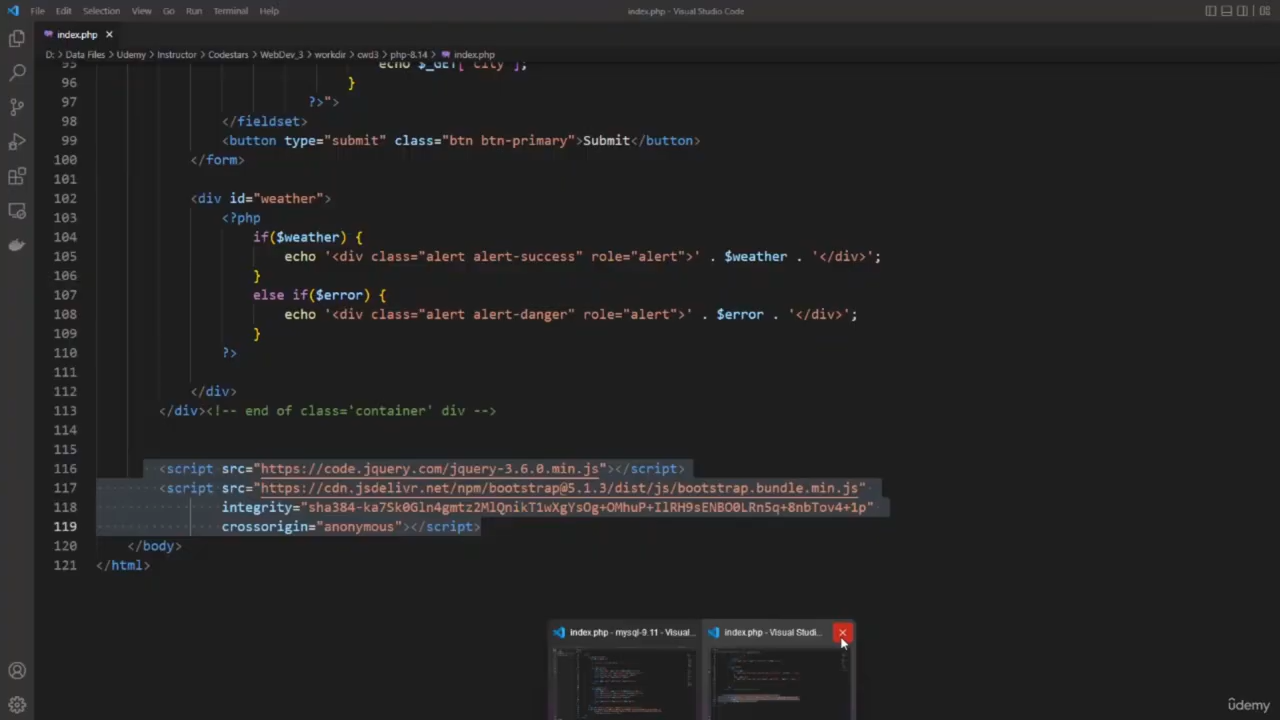 File Edit Selection View Go Run Terminal Help index.php - Visual Studio Code
index.php
D: > Data Files > Udemy > Instructor > Codestars > WebDev_3 > workdir > cwd3 > php-8.14 > index.php
95 echo $_GET['city'];
96 }
97 ?>">
98 </fieldset>
99 <button type="submit" class="btn btn-primary">Submit</button>
100 </form>
101
102 <div id="weather">
103 <?php
104 if($weather) {
105 echo '<div class="alert alert-success" role="alert">' . $weather . '</div>';
106 }
107 else if($error) {
108 echo '<div class="alert alert-danger" role="alert">' . $error . '</div>';
109 }
110 ?>
111
112 </div>
113 </div><!-- end of class='container' div -->
114
115
116 <script src="https://code.jquery.com/jquery-3.6.0.min.js"></script>
117 <script src="https://cdn.jsdelivr.net/npm/bootstrap@5.1.3/dist/js/bootstrap.bundle.min.js"
118 integrity="sha384-ka7Sk0Gln4gmtz2MlQnikT1wXgYsOg+OMhuP+IlRH9sENBO0LRn5q+8nbTov4+1p"
119 crossorigin="anonymous"></script>
120 </body>
121 </html>
index.php - mysql-9.11 - Visual... index.php - Visual Studi...
udemy